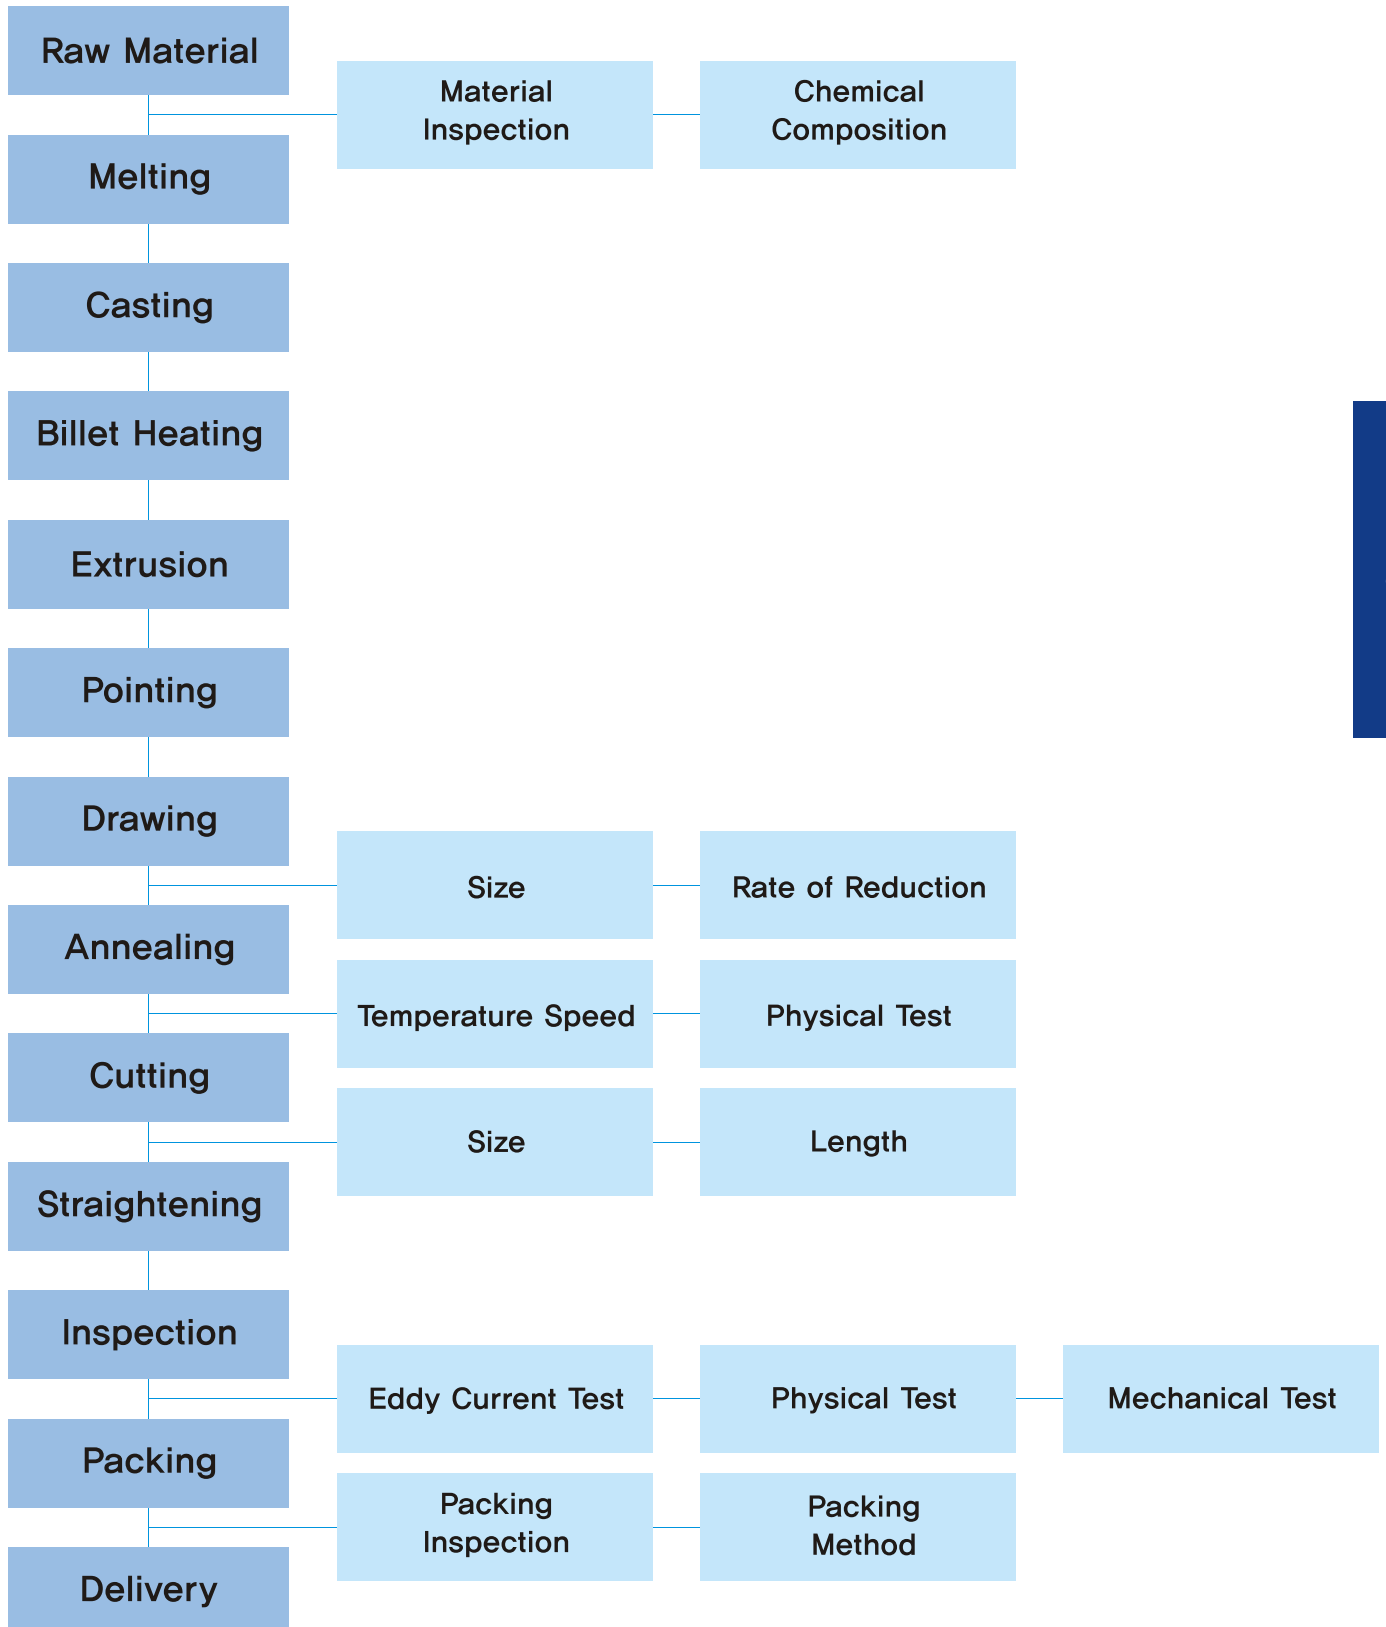 Raw Material
Material
Inspection
Chemical
Composition
Melting
Casting
Billet Heating
Extrusion
Pointing
Drawing
Size
Rate of Reduction
Annealing
Temperature Speed
Physical Test
Cutting
Size
Length
Straightening
Inspection
Eddy Current Test
Physical Test
Mechanical Test
Packing
Packing
Inspection
Packing
Method
Delivery